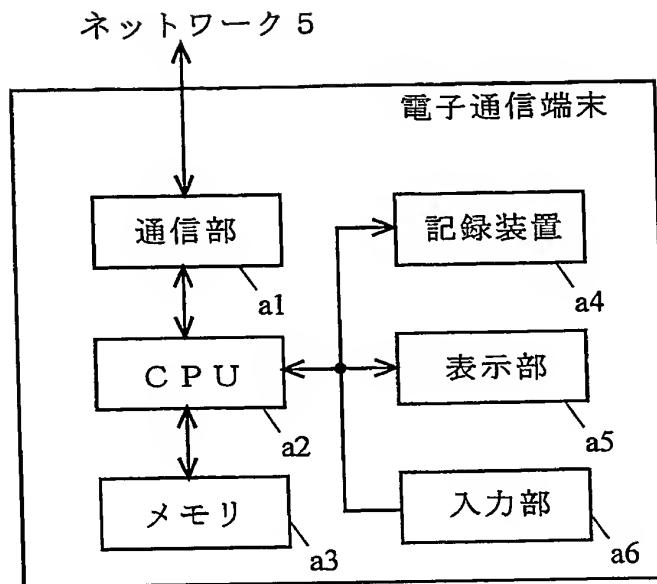 ネットワーク５
電子通信端末
通信部
a1
記録装置
a4
ＣＰＵ
a2
表示部
a5
メモリ
a3
入力部
a6